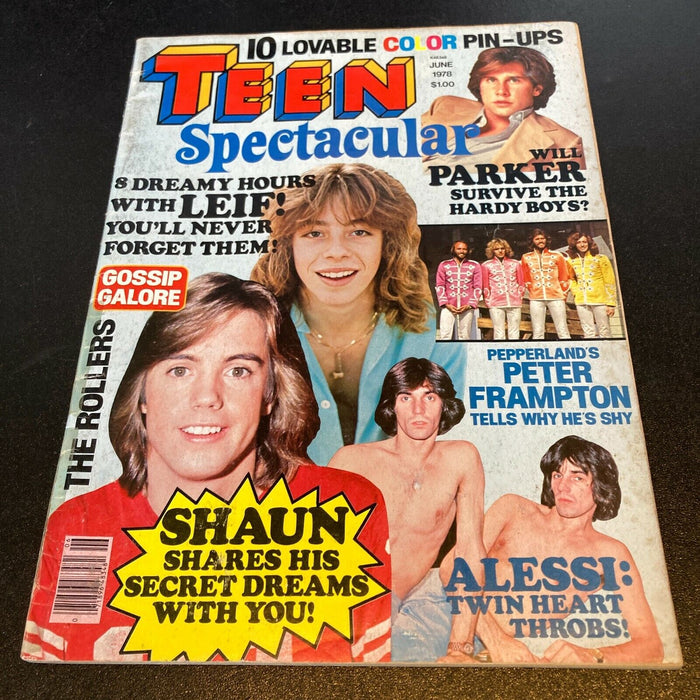 10 LOVABLE COLOR PIN-UPS
TEEN
Spectacular
K48348
JUNE
1978
$1.00
WILL
PARKER
SURVIVE THE
HARDY BOYS?
8 DREAMY HOURS
WITH LEIF!
YOU'LL NEVER
FORGET THEM!
GOSSIP
GALORE
THE ROLLERS
PEPPERLAND'S
PETER
FRAMPTON
TELLS WHY HE'S SHY
SHAUN
SHARES HIS
SECRET DREAMS
WITH YOU!
ALESSI:
TWIN HEART
THROBS!
06